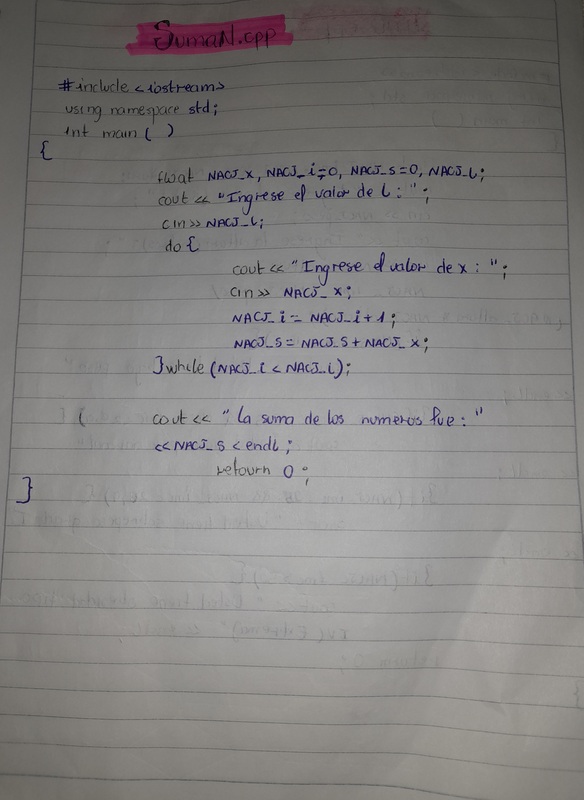 SumaN.cpp
#include <iostream>
using namespace std;
int main ( )
{
float NACJ_x, NACJ_i=0, NACJ_s=0, NACJ_L;
cout << "Ingrese el valor de L : " ;
cin >> NACJ_L;
do {
cout << "Ingrese el valor de x : " ;
cin >> NACJ_x;
NACJ_i = NACJ_i + 1 ;
NACJ_s = NACJ_s + NACJ_x;
} while (NACJ_i < NACJ_L);
( cout << " La suma de los numeros fue : "
<< NACJ_s < endl ;
retourn 0 ;
}